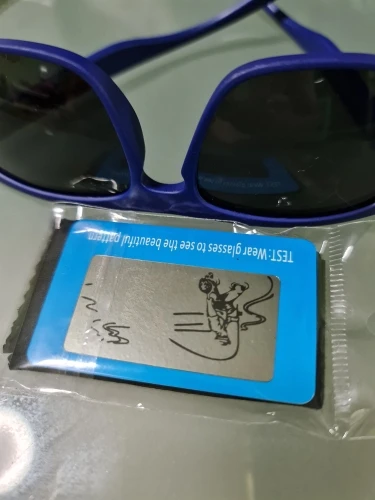 TEST: Wear glasses to see the beautiful pattern